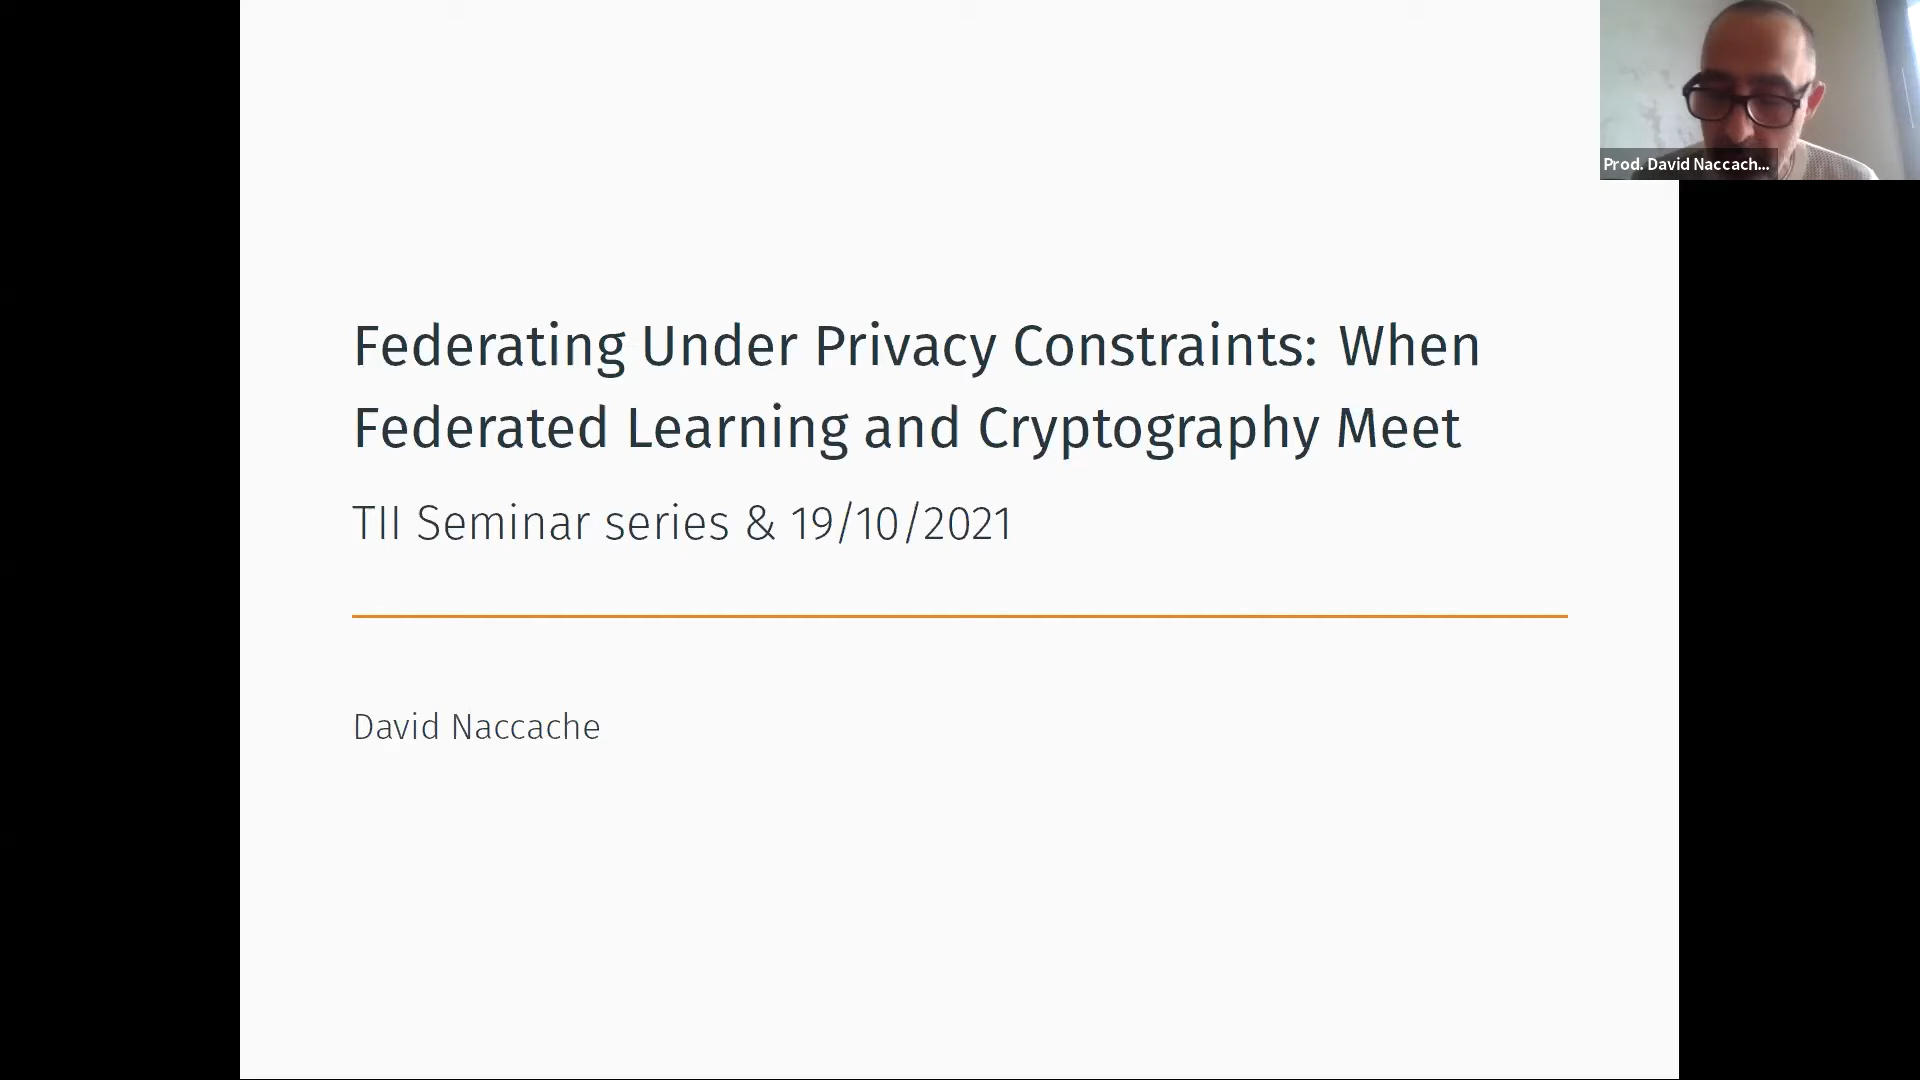 Federating Under Privacy Constraints: When
Federated Learning and Cryptography Meet
TII Seminar series & 19/10/2021
David Naccache
Prod. David Naccach...